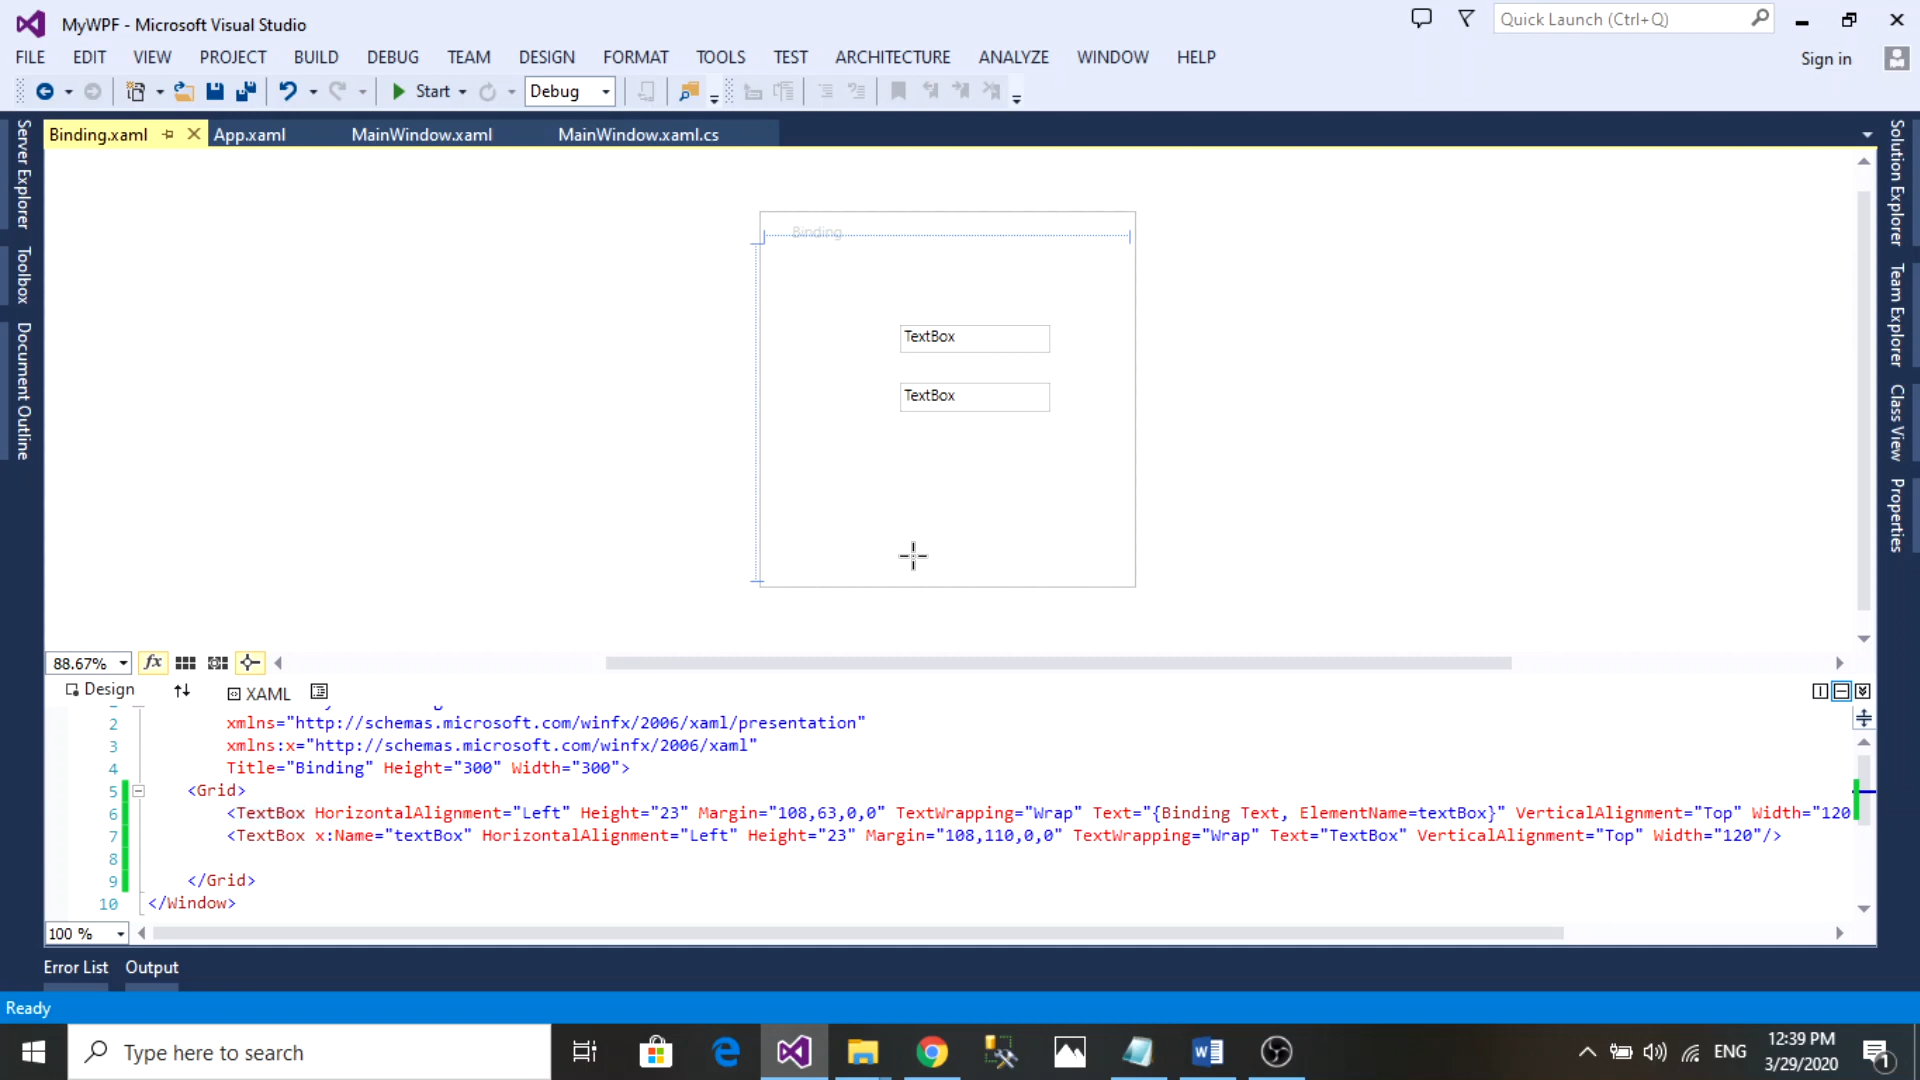 MyWPF - Microsoft Visual Studio
Quick Launch (Ctrl+Q)
FILE EDIT VIEW PROJECT BUILD DEBUG TEAM DESIGN FORMAT TOOLS TEST ARCHITECTURE ANALYZE WINDOW HELP
Sign in
Start Debug
Binding.xaml App.xaml MainWindow.xaml MainWindow.xaml.cs
Server Explorer
Toolbox
Document Outline
Solution Explorer
Team Explorer
Class View
Properties
Binding
TextBox
TextBox
88.67% fx
Design XAML
2 xmlns="http://schemas.microsoft.com/winfx/2006/xaml/presentation"
3 xmlns:x="http://schemas.microsoft.com/winfx/2006/xaml"
4 Title="Binding" Height="300" Width="300">
5 <Grid>
6 <TextBox HorizontalAlignment="Left" Height="23" Margin="108,63,0,0" TextWrapping="Wrap" Text="{Binding Text, ElementName=textBox}" VerticalAlignment="Top" Width="120
7 <TextBox x:Name="textBox" HorizontalAlignment="Left" Height="23" Margin="108,110,0,0" TextWrapping="Wrap" Text="TextBox" VerticalAlignment="Top" Width="120"/>
8
9 </Grid>
10 </Window>
100 %
Error List Output
Ready
Type here to search
ENG
12:39 PM
3/29/2020
1